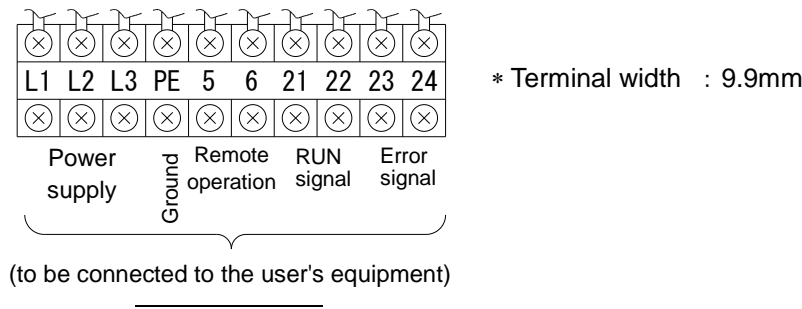 L1 L2 L3 PE 5 6 21 22 23 24
* Terminal width : 9.9mm
Power supply
Ground
Remote operation
RUN signal
Error signal
(to be connected to the user's equipment)